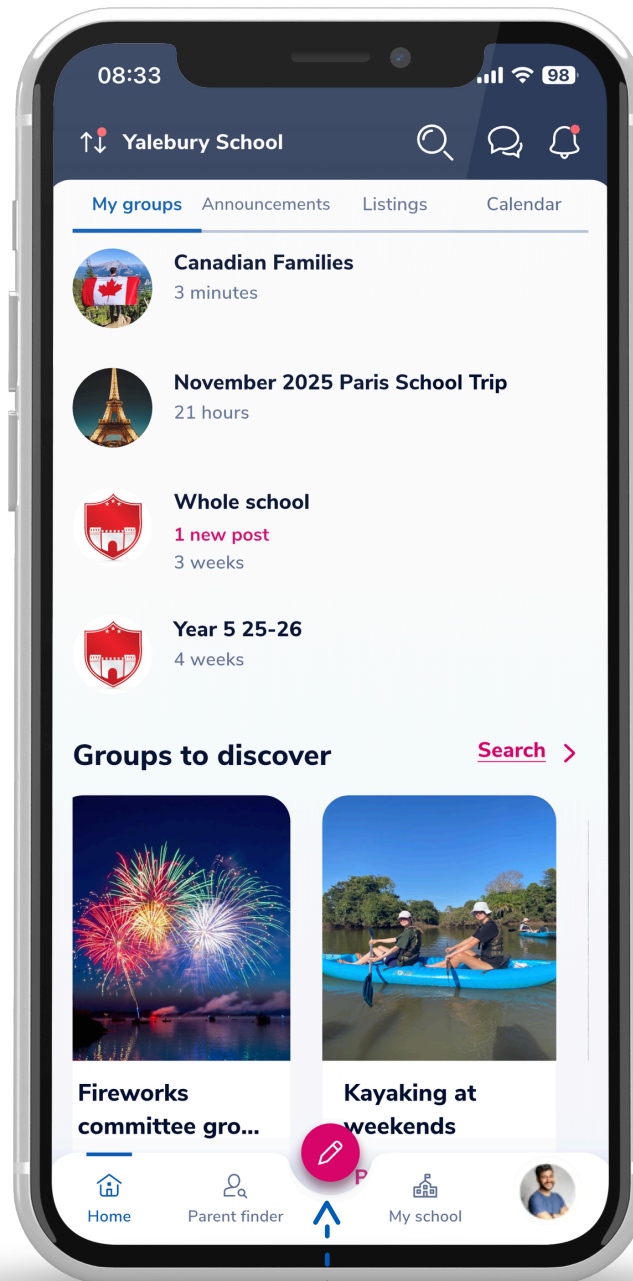 08:33
98
Yalebury School
My groups Announcements Listings Calendar
Canadian Families
3 minutes
November 2025 Paris School Trip
21 hours
Whole school
1 new post
3 weeks
Year 5 25-26
4 weeks
Groups to discover
Search
Fireworks
committee gro...
Kayaking at
weekends
P
Home
Parent finder
My school